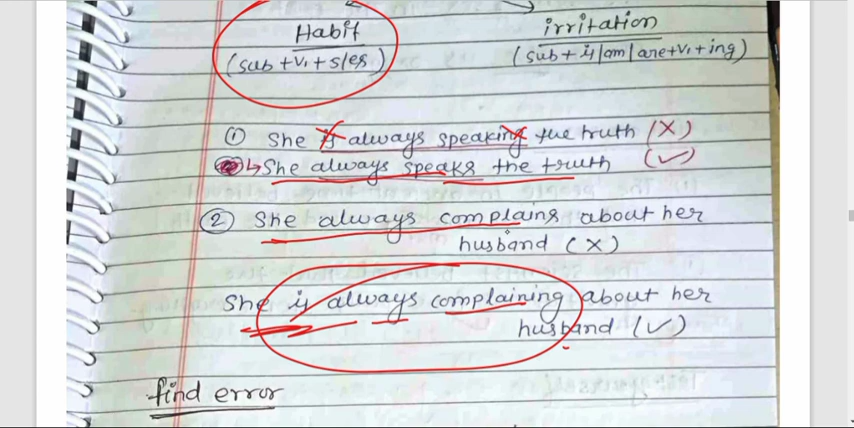 Habit
irritation
(sub + V₁ + s/es)
(sub + is/am/are + V₁ + ing)
① She is always speaking the truth (X)
↳ She always speaks the truth (✓)
② She always complains about her
husband (X)
She is always complaining about her
husband (✓)
find error